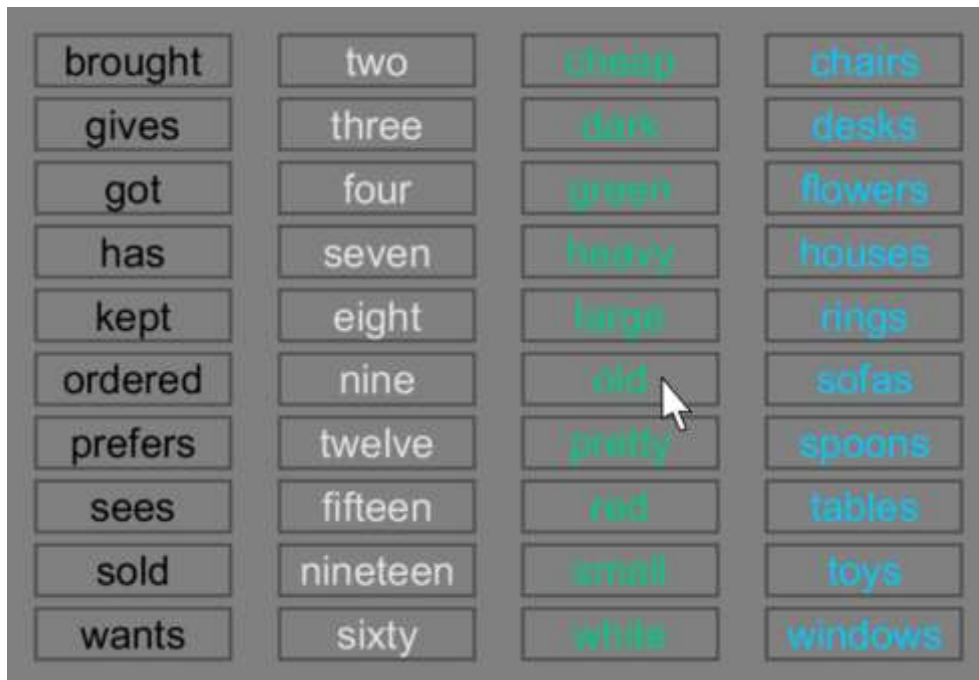 brought two cheap chairs
gives three dark desks
got four green flowers
has seven heavy houses
kept eight large rings
ordered nine old sofas
prefers twelve pretty spoons
sees fifteen red tables
sold nineteen small toys
wants sixty white windows